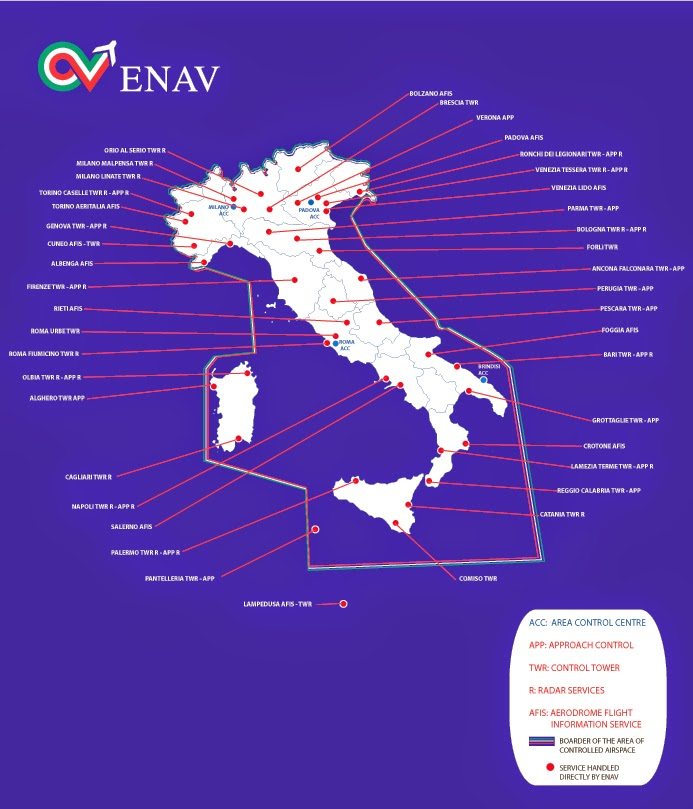 ENAV
BOLZANO AFIS
BRESCIA TWR
VERONA APP
PADOVA AFIS
RONCHI DEI LEGIONARI TWR - APP R
VENEZIA TESSERA TWR R - APP R
VENEZIA LIDO AFIS
PARMA TWR - APP
BOLOGNA TWR R - APP R
FORLì TWR
ANCONA FALCONARA TWR - APP
PERUGIA TWR - APP
PESCARA TWR - APP
FOGGIA AFIS
BARI TWR - APP R
GROTTAGLIE TWR - APP
CROTONE AFIS
LAMEZIA TERME TWR - APP R
REGGIO CALABRIA TWR - APP
CATANIA TWR R
COMISO TWR
ORIO AL SERIO TWR R
MILANO MALPENSA TWR R
MILANO LINATE TWR R
TORINO CASELLE TWR R - APP R
TORINO AERITALIA AFIS
GENOVA TWR - APP R
CUNEO AFIS - TWR
ALBENGA AFIS
FIRENZE TWR - APP R
RIETI AFIS
ROMA URBE TWR
ROMA FIUMICINO TWR R
OLBIA TWR R - APP R
ALGHERO TWR APP
CAGLIARI TWR R
NAPOLI TWR R - APP R
SALERNO AFIS
PALERMO TWR R - APP R
PANTELLERIA TWR - APP
LAMPEDUSA AFIS - TWR
MILANO
ACC
PADOVA
ACC
ROMA
ACC
BRINDISI
ACC
ACC: AREA CONTROL CENTRE
APP: APPROACH CONTROL
TWR: CONTROL TOWER
R: RADAR SERVICES
AFIS: AERODROME FLIGHT
INFORMATION SERVICE
BOARDER OF THE AREA OF
CONTROLLED AIRSPACE
SERVICE HANDLED
DIRECTLY BY ENAV